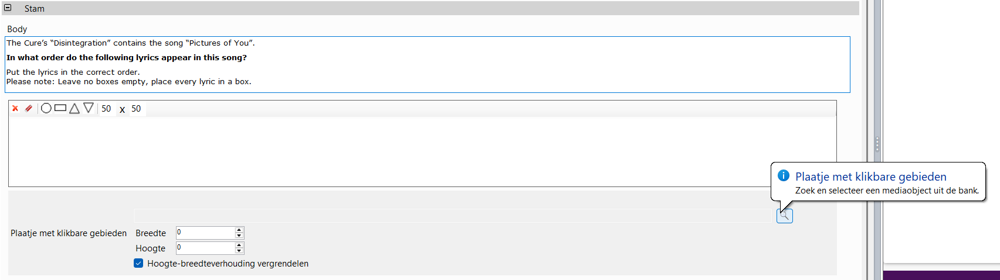 Stam
Body
The Cure’s “Disintegration” contains the song “Pictures of You”.
In what order do the following lyrics appear in this song?
Put the lyrics in the correct order.
Please note: Leave no boxes empty, place every lyric in a box.
50 x 50
Plaatje met klikbare gebieden
Zoek en selecteer een mediaobject uit de bank.
Plaatje met klikbare gebieden Breedte 0
Hoogte 0
Hoogte-breedteverhouding vergrendelen